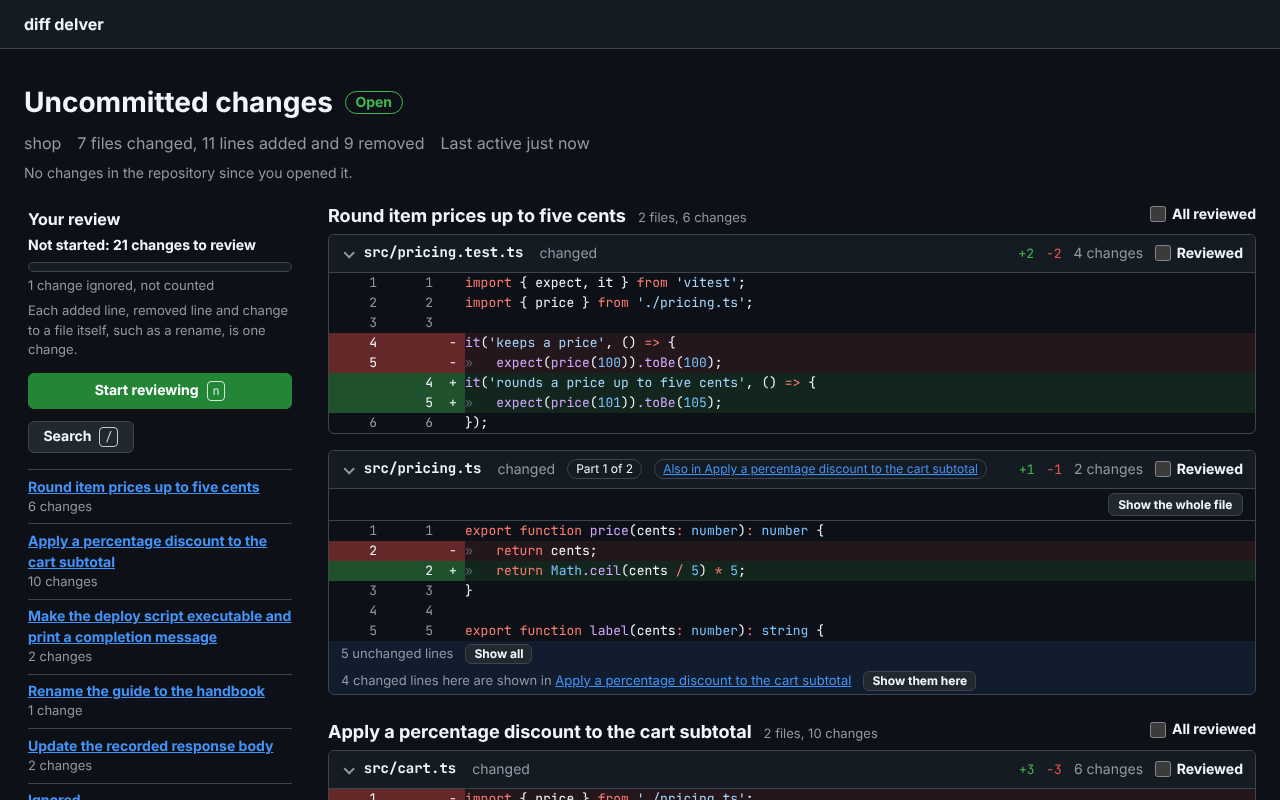 diff delver
Uncommitted changes Open
shop 7 files changed, 11 lines added and 9 removed Last active just now
No changes in the repository since you opened it.
Your review
Not started: 21 changes to review
1 change ignored, not counted
Each added line, removed line and change
to a file itself, such as a rename, is one
change.
Start reviewing n
Search /
Round item prices up to five cents
6 changes
Apply a percentage discount to the
cart subtotal
10 changes
Make the deploy script executable and
print a completion message
2 changes
Rename the guide to the handbook
1 change
Update the recorded response body
2 changes
Ignored
Round item prices up to five cents 2 files, 6 changes All reviewed
src/pricing.test.ts changed +2 -2 4 changes Reviewed
1 1 import { expect, it } from 'vitest';
2 2 import { price } from './pricing.ts';
3 3
4 - it('keeps a price', () => {
5 - » expect(price(100)).toBe(100);
4 + it('rounds a price up to five cents', () => {
5 + » expect(price(101)).toBe(105);
6 6 });
src/pricing.ts changed Part 1 of 2 Also in Apply a percentage discount to the cart subtotal +1 -1 2 changes Reviewed
Show the whole file
1 1 export function price(cents: number): number {
2 - » return cents;
2 + » return Math.ceil(cents / 5) * 5;
3 3 }
4 4
5 5 export function label(cents: number): string {
5 unchanged lines Show all
4 changed lines here are shown in Apply a percentage discount to the cart subtotal Show them here
Apply a percentage discount to the cart subtotal 2 files, 10 changes All reviewed
src/cart.ts changed +3 -3 6 changes Reviewed
1 - import { price } from './pricing.ts';